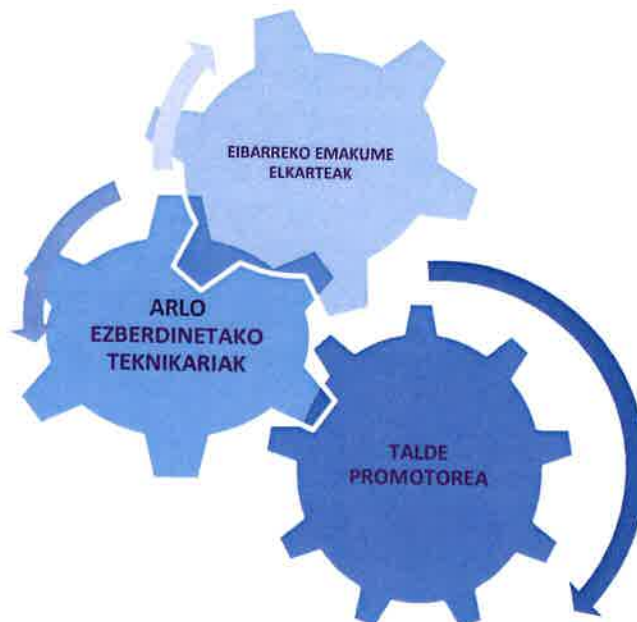 EIBARREKO EMAKUME
ELKARTEAK
ARLO
EZBERDINETAKO
TEKNIKARIAK
TALDE
PROMOTOREA